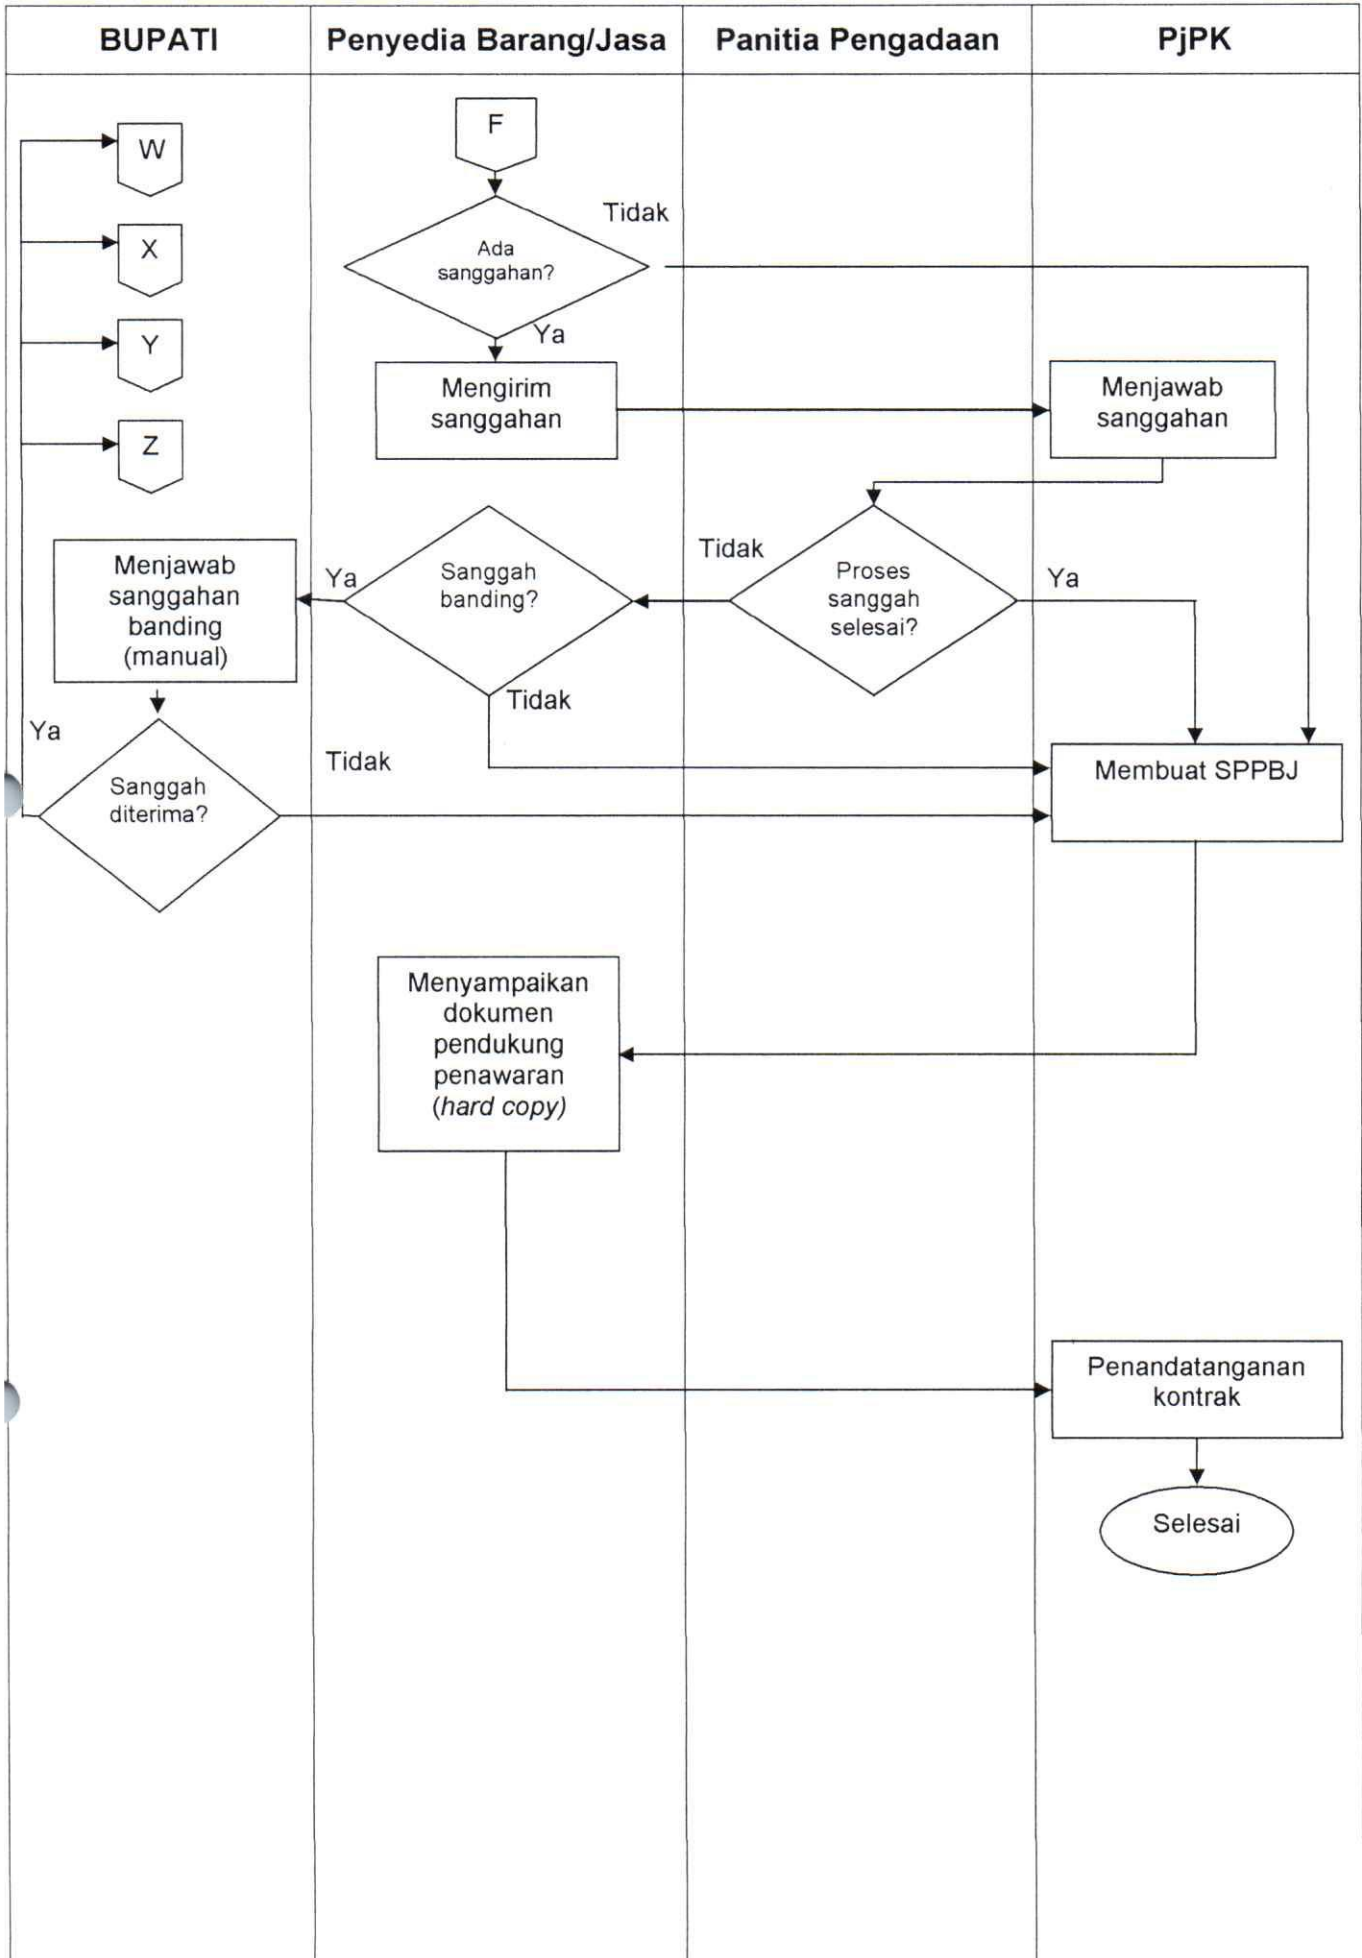 BUPATI
Penyedia Barang/Jasa
Panitia Pengadaan
PjPK
F
W
Tidak
Ada
sanggahan?
X
Ya
Y
Mengirim
sanggahan
Menjawab
sanggahan
Z
Menjawab
sanggahan
banding
(manual)
Ya
Sanggah
banding?
Tidak
Proses
sanggah
selesai?
Ya
Tidak
Ya
Sanggah
diterima?
Tidak
Membuat SPPBJ
Menyampaikan
dokumen
pendukung
penawaran
(hard copy)
Penandatanganan
kontrak
Selesai